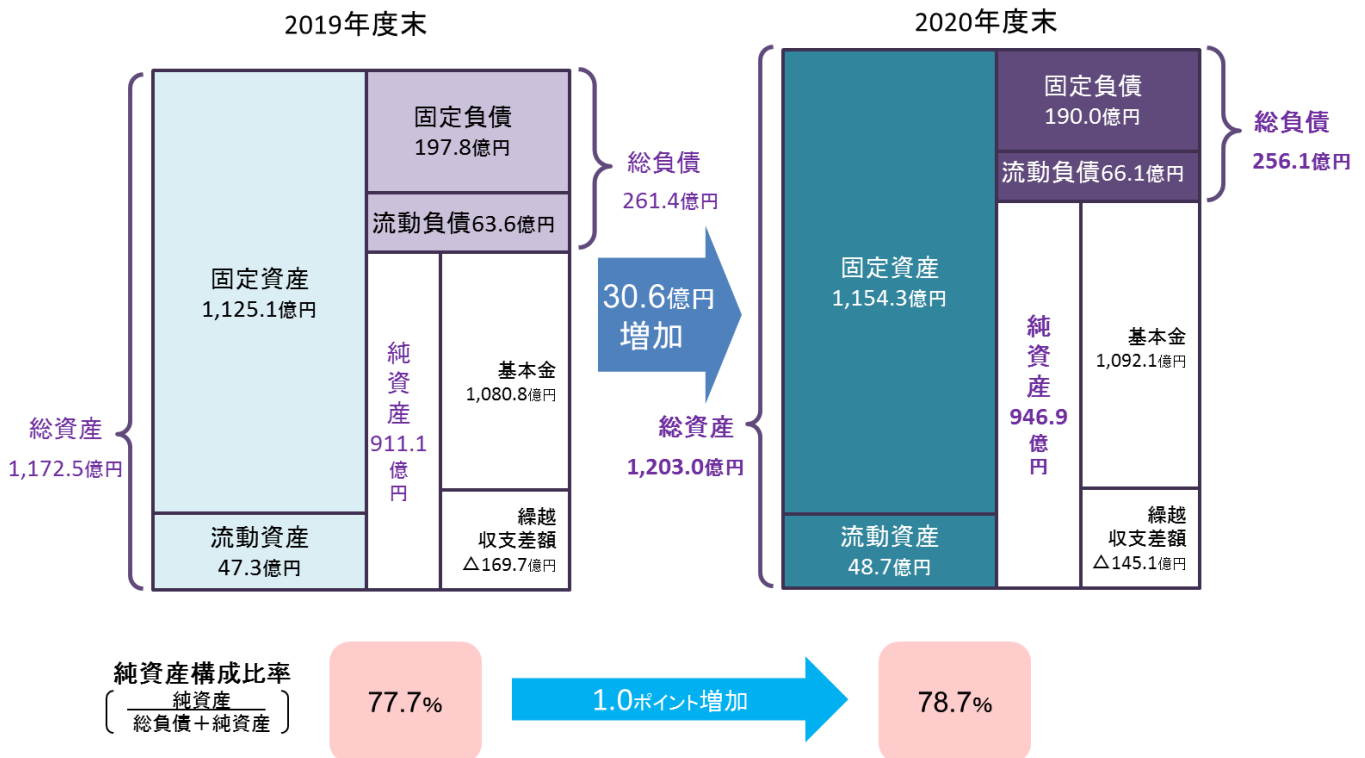 2019年度末
2020年度末
固定資産
1,125.1億円
流動資産
47.3億円
固定負債
197.8億円
流動負債63.6億円
純資産
911.1
億円
基本金
1,080.8億円
繰越
収支差額
△169.7億円
総資産
1,172.5億円
総負債
261.4億円
30.6億円
増加
総資産
1,203.0億円
固定資産
1,154.3億円
流動資産
48.7億円
固定負債
190.0億円
流動負債66.1億円
純資産
946.9
億円
基本金
1,092.1億円
繰越
収支差額
△145.1億円
総負債
256.1億円
純資産構成比率
純資産
総負債＋純資産
77.7%
1.0ポイント増加
78.7%